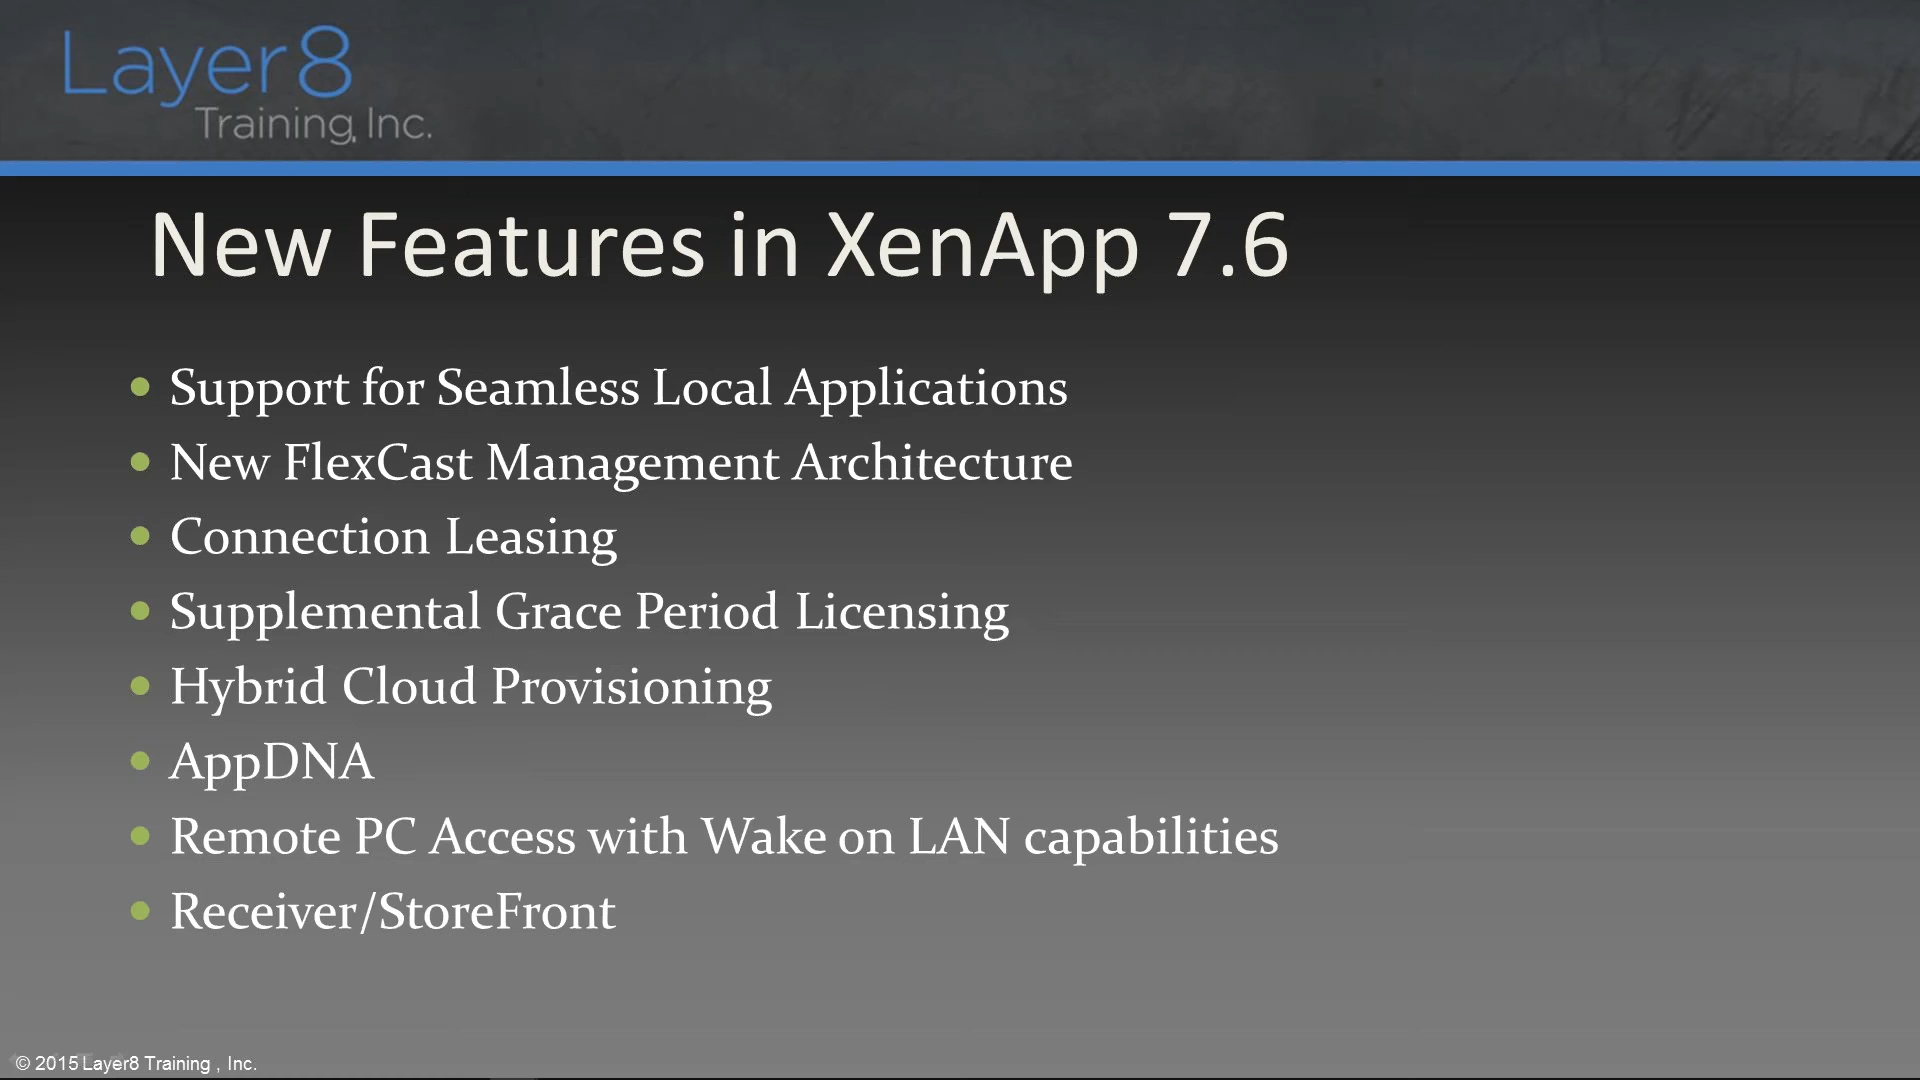 Layer8
Training, Inc.
New Features in XenApp 7.6
• Support for Seamless Local Applications
• New FlexCast Management Architecture
• Connection Leasing
• Supplemental Grace Period Licensing
• Hybrid Cloud Provisioning
• AppDNA
• Remote PC Access with Wake on LAN capabilities
• Receiver/StoreFront
© 2015 Layer8 Training , Inc.